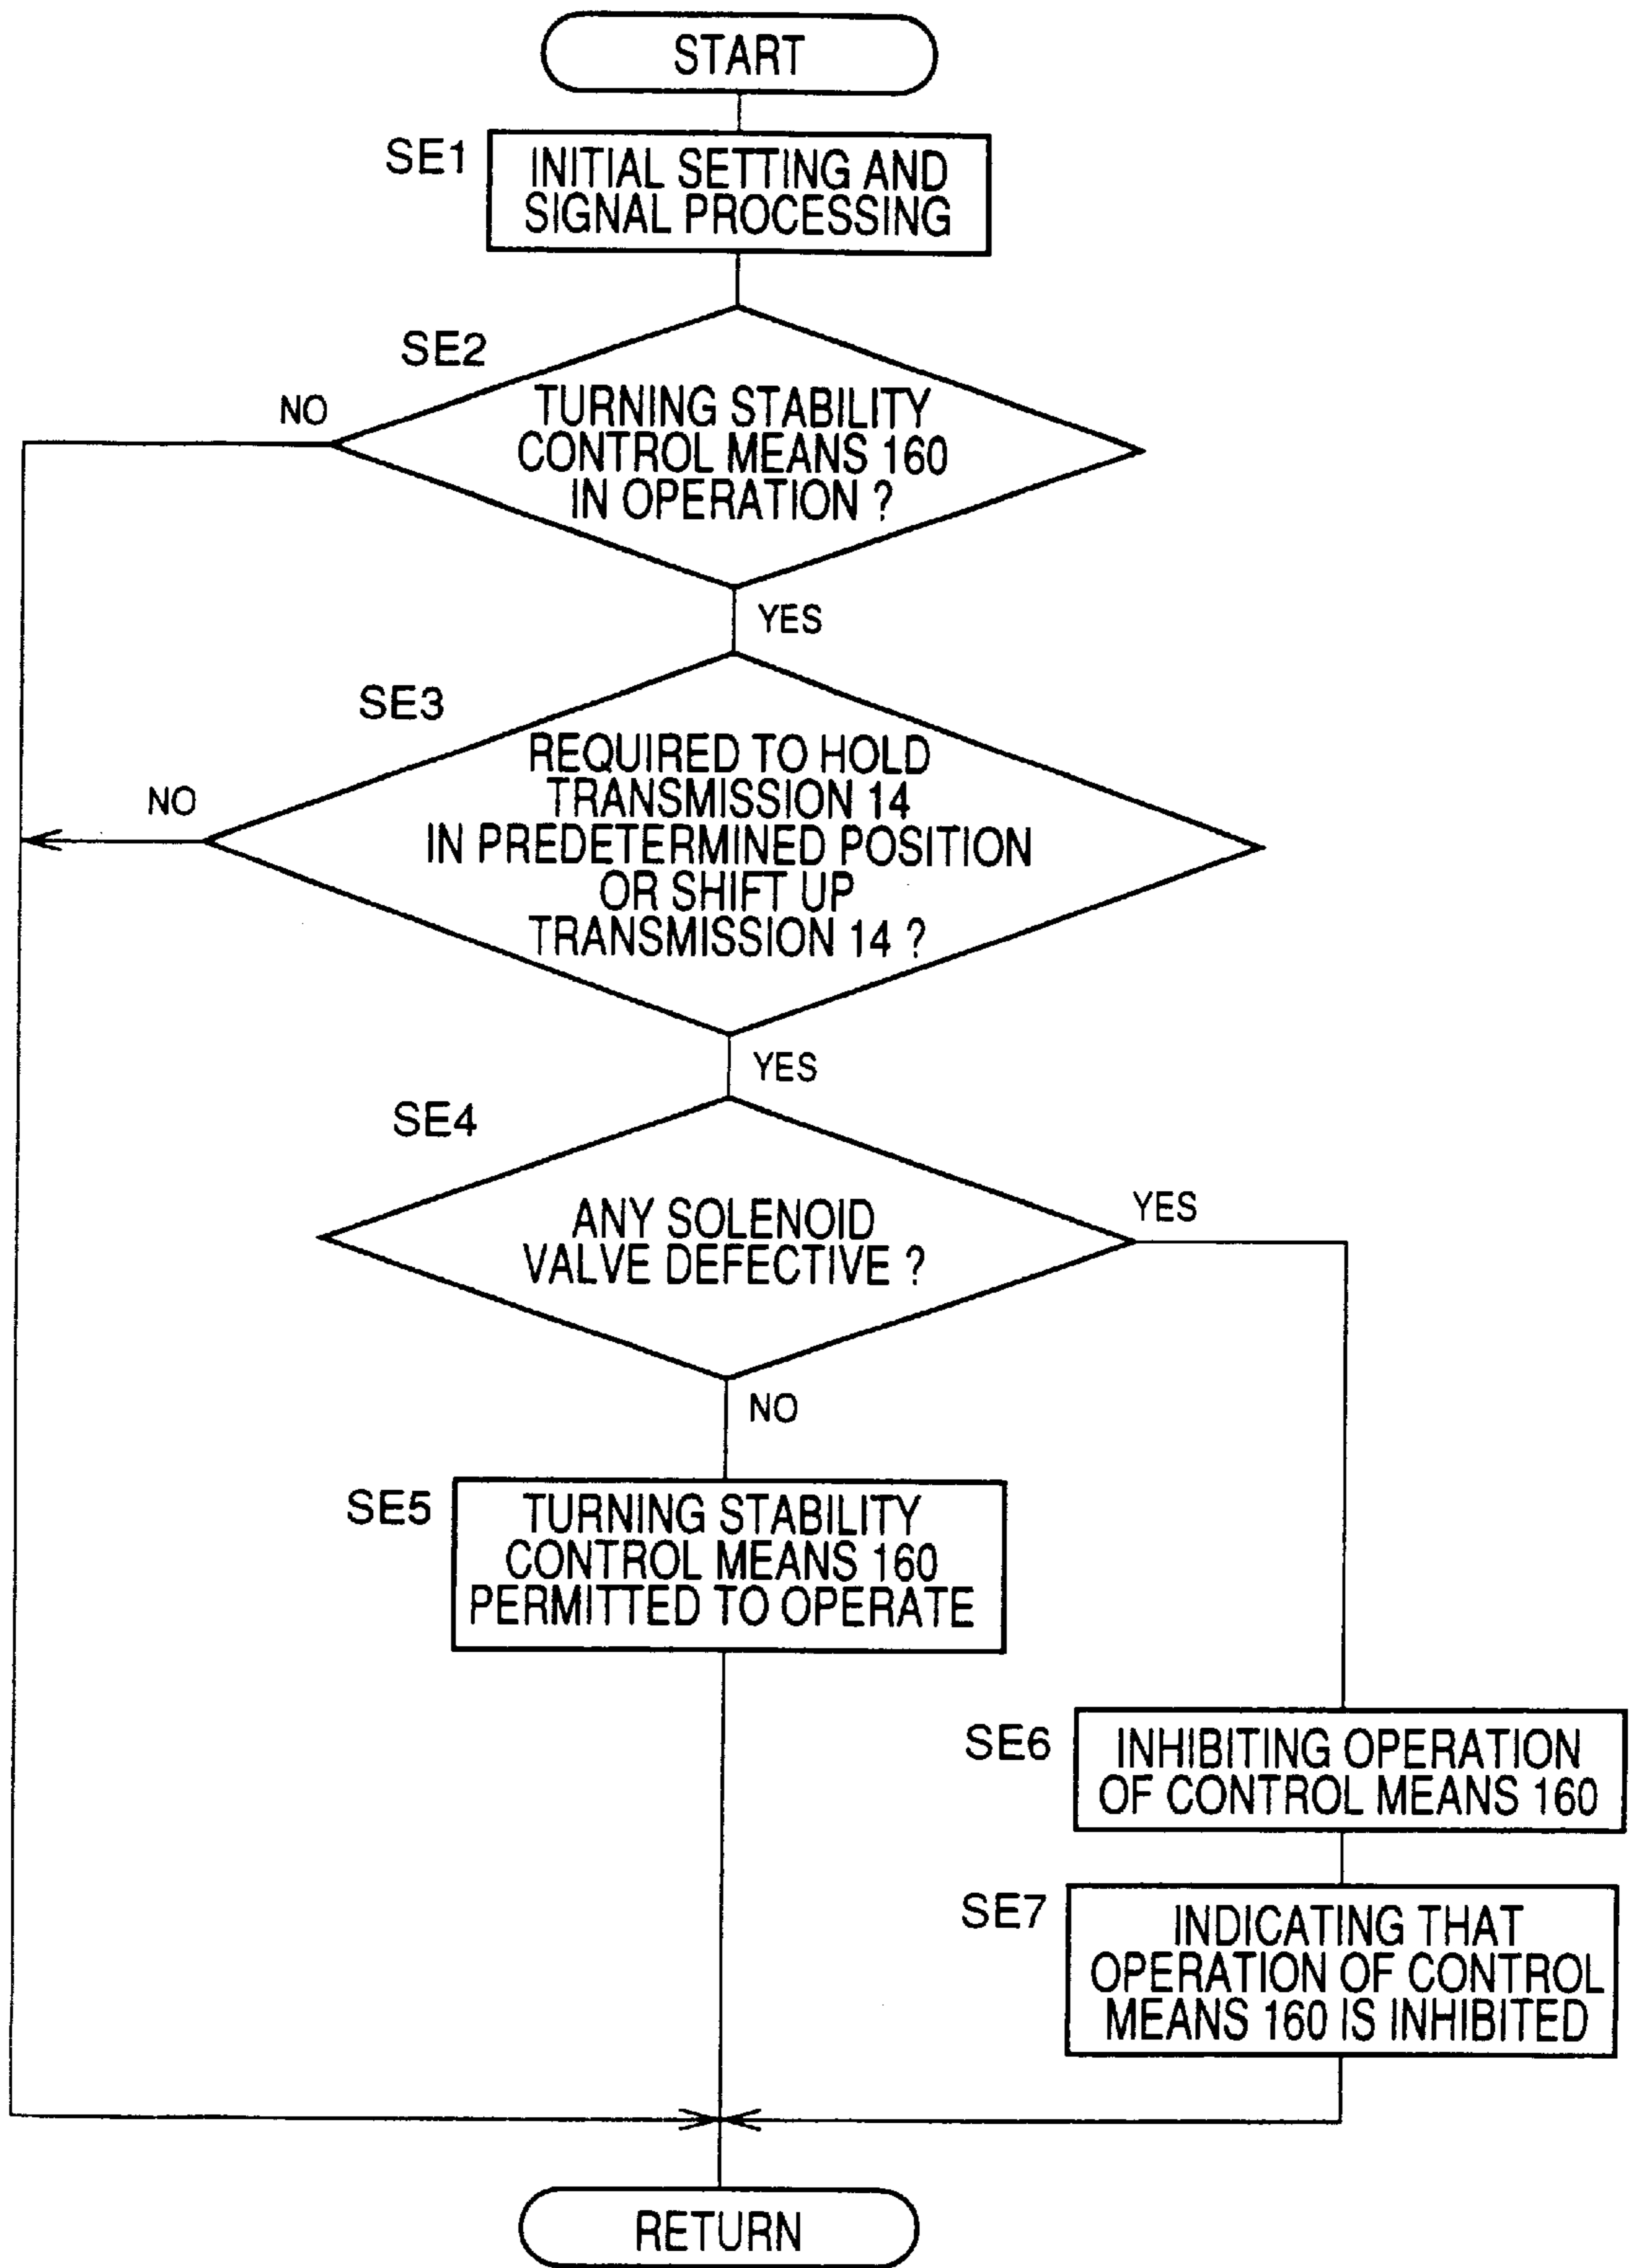 START
SE1
INITIAL SETTING AND
SIGNAL PROCESSING
SE2
NO
TURNING STABILITY
CONTROL MEANS 160
IN OPERATION ?
YES
SE3
NO
REQUIRED TO HOLD
TRANSMISSION 14
IN PREDETERMINED POSITION
OR SHIFT UP
TRANSMISSION 14 ?
YES
SE4
ANY SOLENOID
VALVE DEFECTIVE ?
YES
NO
SE5
TURNING STABILITY
CONTROL MEANS 160
PERMITTED TO OPERATE
SE6
INHIBITING OPERATION
OF CONTROL MEANS 160
SE7
INDICATING THAT
OPERATION OF CONTROL
MEANS 160 IS INHIBITED
RETURN